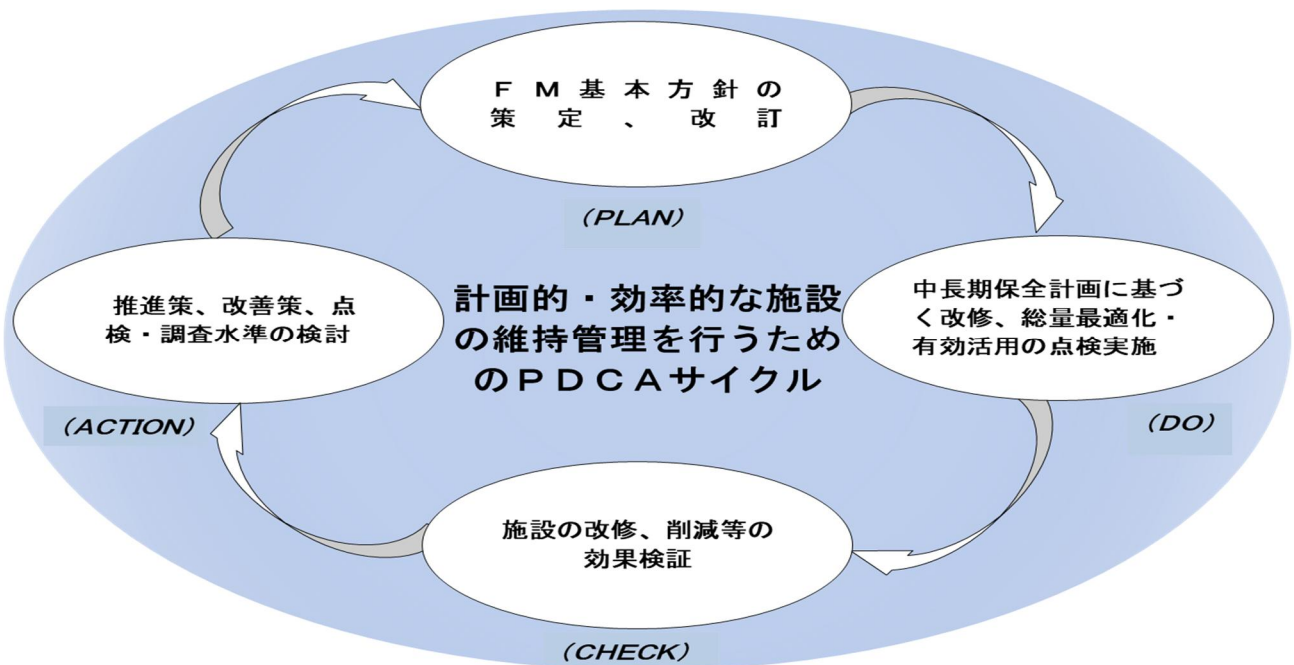 FM基本方針の
策定、改訂
(PLAN)
中長期保全計画に基づ
く改修、総量最適化・
有効活用の点検実施
(DO)
計画的・効率的な施設
の維持管理を行うため
のPDCAサイクル
推進策、改善策、点
検・調査水準の検討
(ACTION)
施設の改修、削減等の
効果検証
(CHECK)